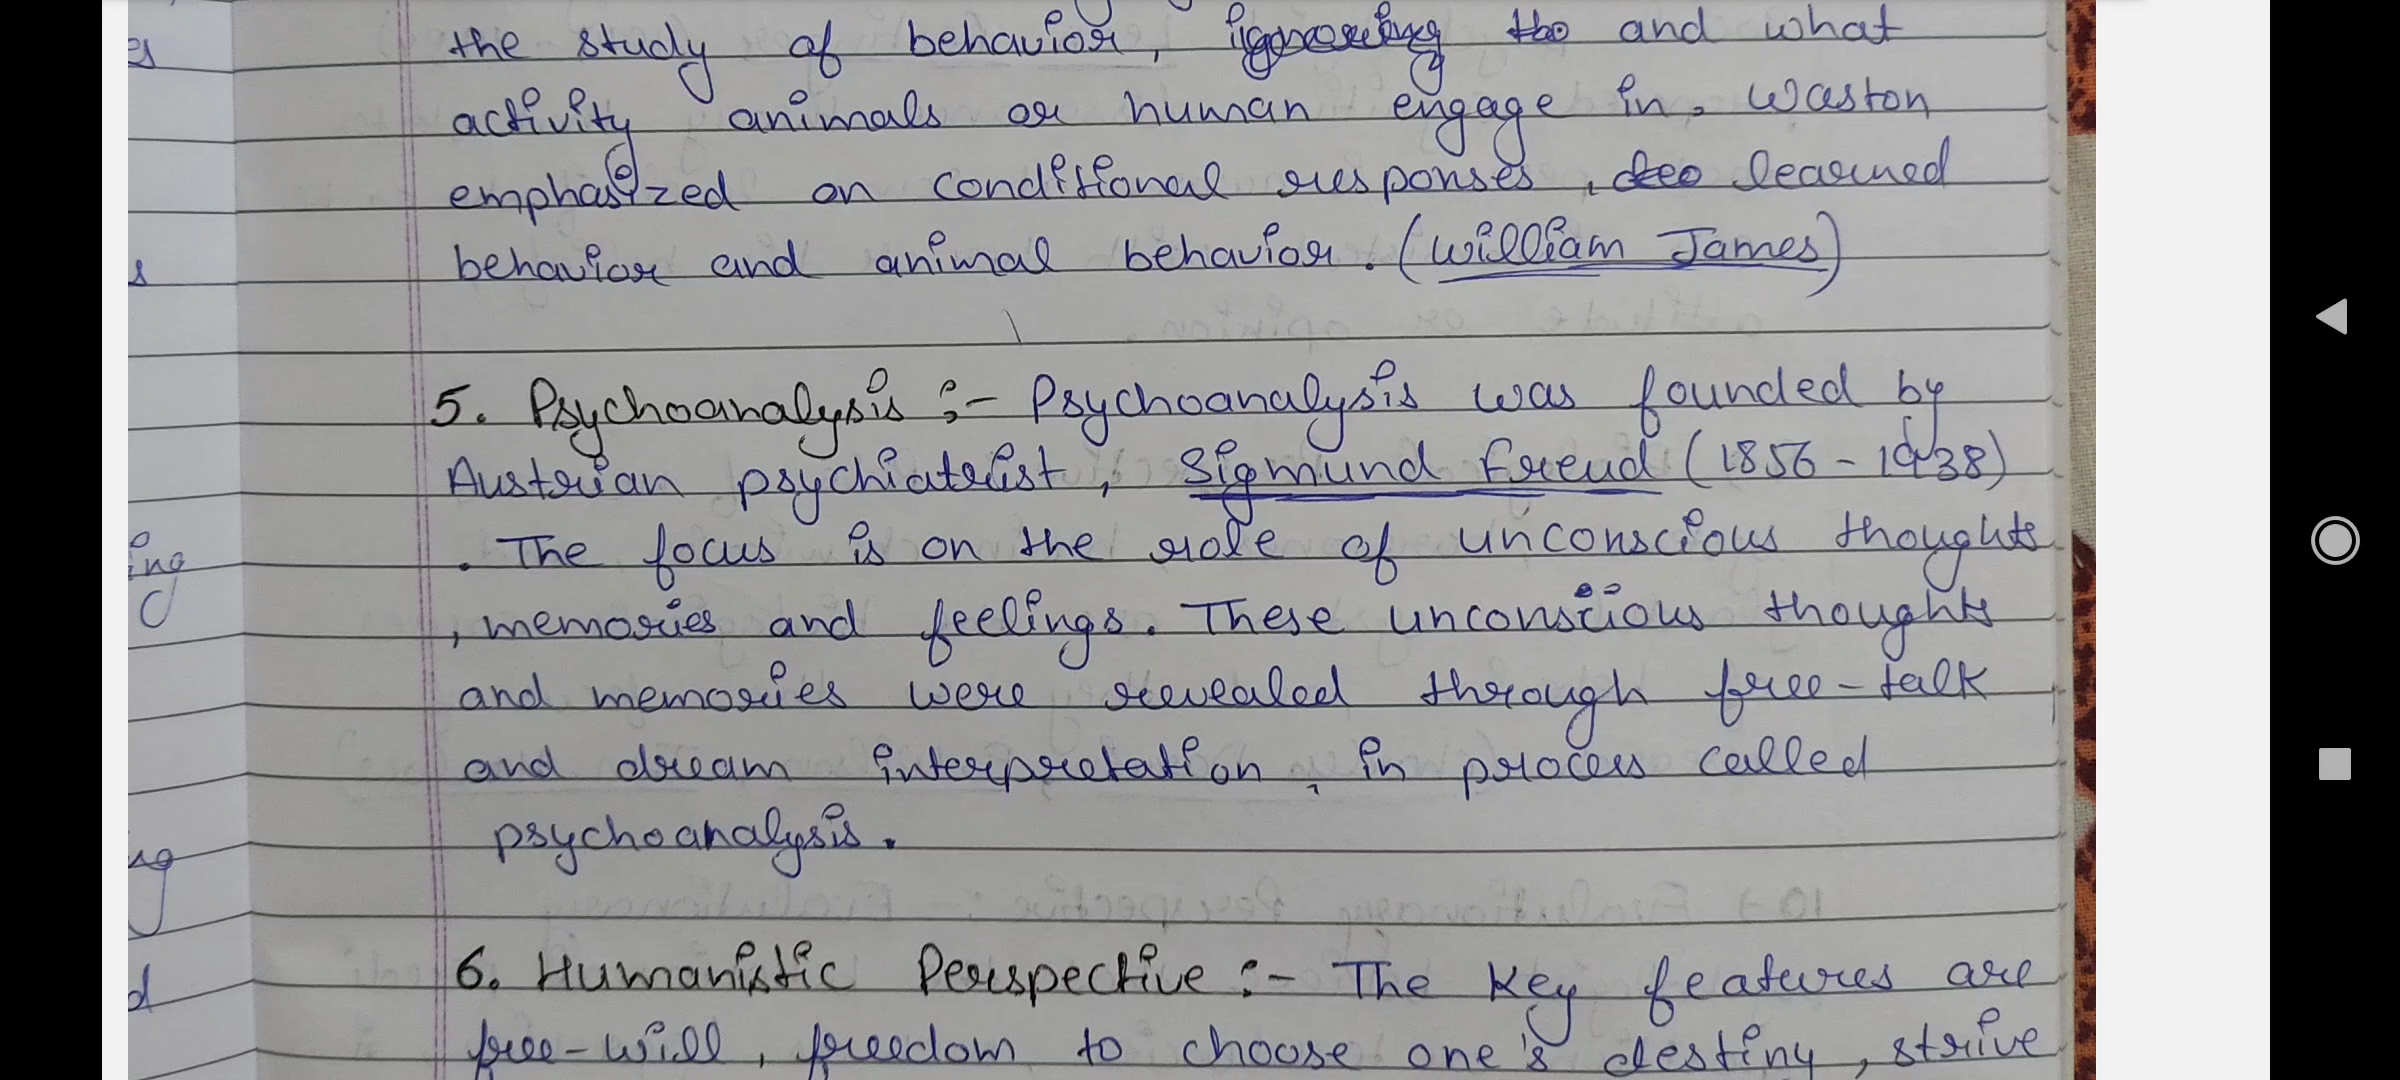 es
the study of behavior, and what
activity animals or human engage in. Waston
emphasized on conditional responses, learned
s
behavior and animal behavior. (William James)
5. Psychoanalysis :- Psychoanalysis was founded by
Austrian psychiatrist, Sigmund Freud (1856 - 1938)
. The focus is on the role of unconscious thoughts
ing
, memories and feelings. These unconscious thoughts
and memories were revealed through free-talk
and dream interpretation, in process called
psychoanalysis.
ng
6. Humanistic Perspective :- The key features are
d
free-will, freedom to choose one's destiny, strive